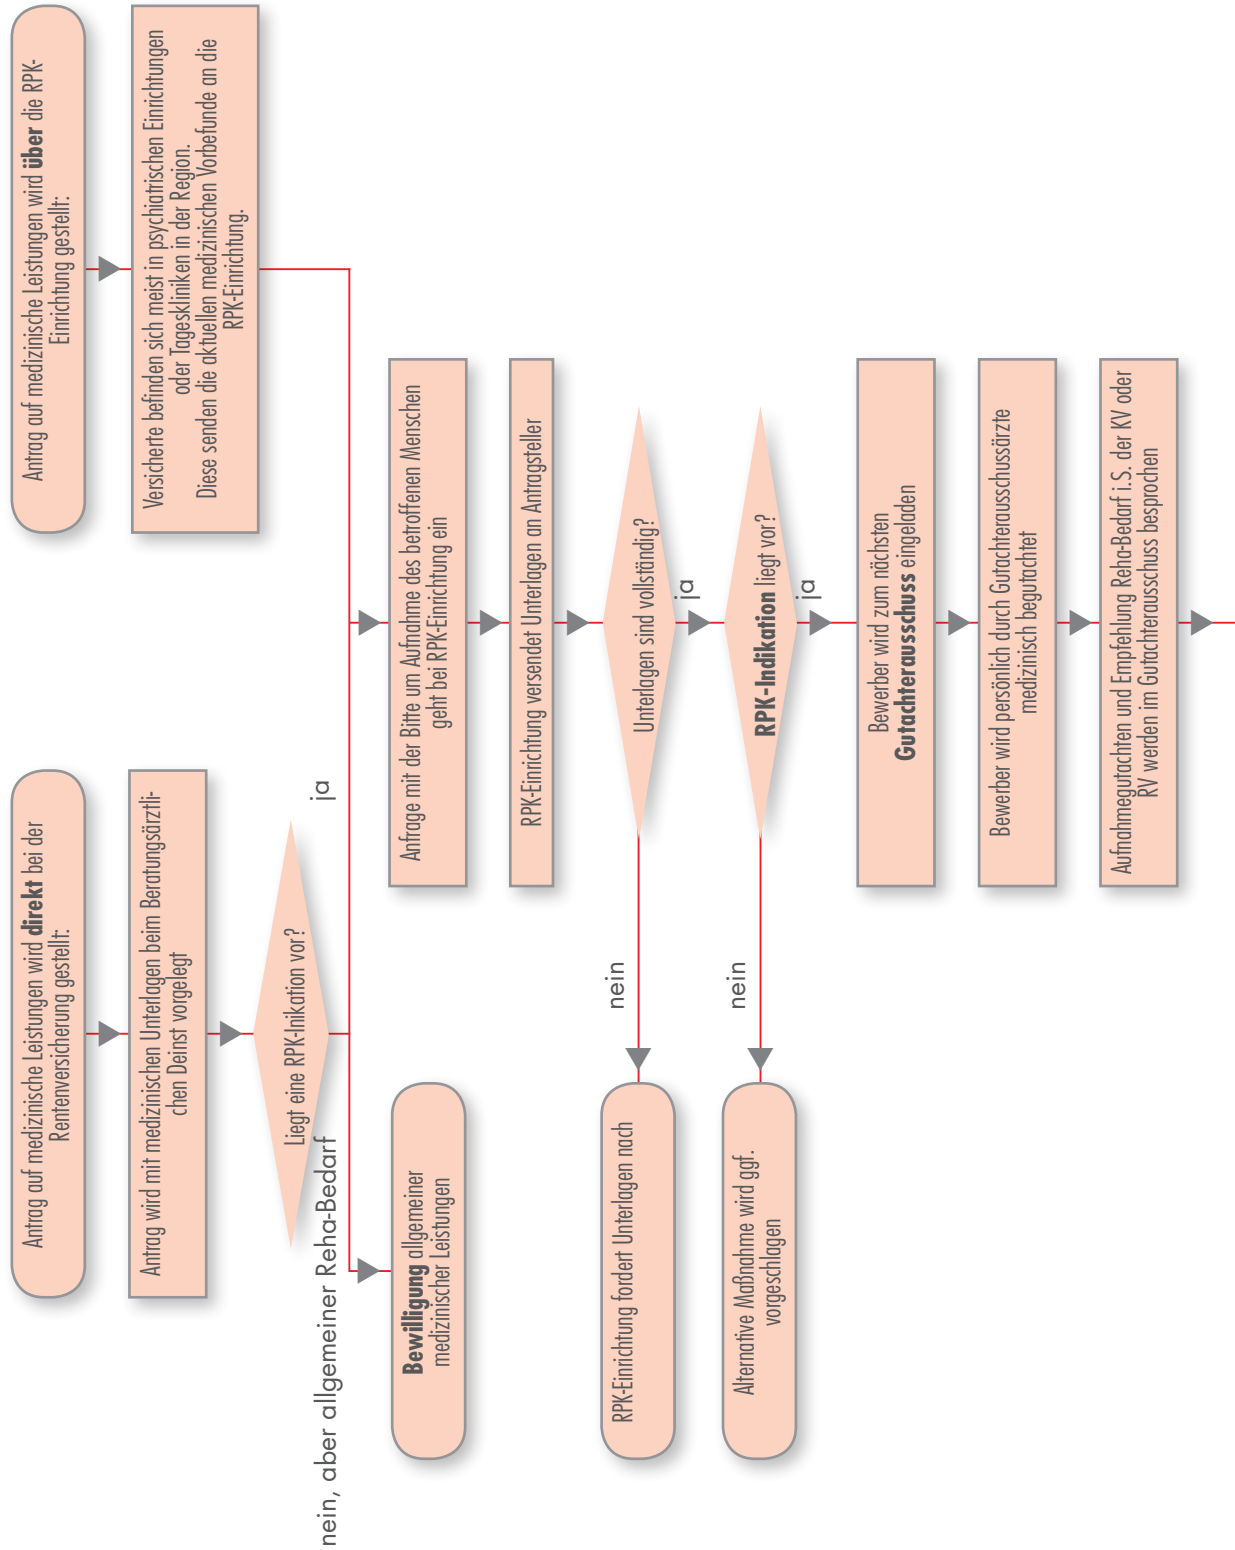 Antrag auf medizinische Leistungen wird direkt bei der
Rentenversicherung gestellt:
Antrag wird mit medizinischen Unterlagen beim Beratungsärztli-
chen Deinst vorgelegt
Liegt eine RPK-Inikation vor?
ja
nein, aber allgemeiner Reha-Bedarf
Bewilligung allgemeiner
medizinischer Leistungen
Antrag auf medizinische Leistungen wird über die RPK-
Einrichtung gestellt:
Versicherte befinden sich meist in psychiatrischen Einrichtungen
oder Tageskliniken in der Region.
Diese senden die aktuellen medizinischen Vorbefunde an die
RPK-Einrichtung.
Anfrage mit der Bitte um Aufnahme des betroffenen Menschen
geht bei RPK-Einrichtung ein
RPK-Einrichtung versendet Unterlagen an Antragsteller
Unterlagen sind vollständig?
nein
RPK-Einrichtung fordert Unterlagen nach
ja
RPK-Indikation liegt vor?
nein
Alternative Maßnahme wird ggf.
vorgeschlagen
ja
Bewerber wird zum nächsten
Gutachterausschuss eingeladen
Bewerber wird persönlich durch Gutachterausschussärzte
medizinisch begutachtet
Aufnahmegutachten und Empfehlung Reha-Bedarf i.S. der KV oder
RV werden im Gutachterausschuss besprochen